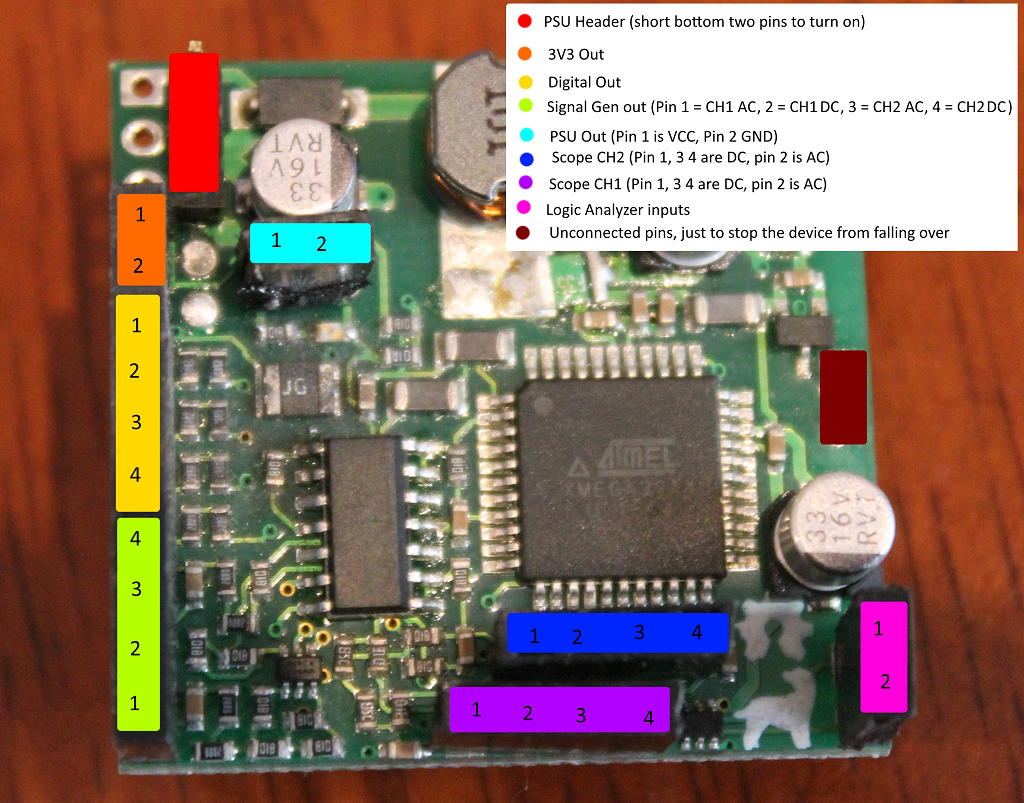 PSU Header (short bottom two pins to turn on)
3V3 Out
Digital Out
Signal Gen out (Pin 1 = CH1 AC, 2 = CH1 DC, 3 = CH2 AC, 4 = CH2 DC)
PSU Out (Pin 1 is VCC, Pin 2 GND)
Scope CH2 (Pin 1, 3 4 are DC, pin 2 is AC)
Scope CH1 (Pin 1, 3 4 are DC, pin 2 is AC)
Logic Analyzer inputs
Unconnected pins, just to stop the device from falling over
33
16V
RVT
1
2
1 2
1
2
3
4
4
3
2
1
JG
ATMEL
33
16V
RVT
1 2 3 4
1 2 3 4
1
2